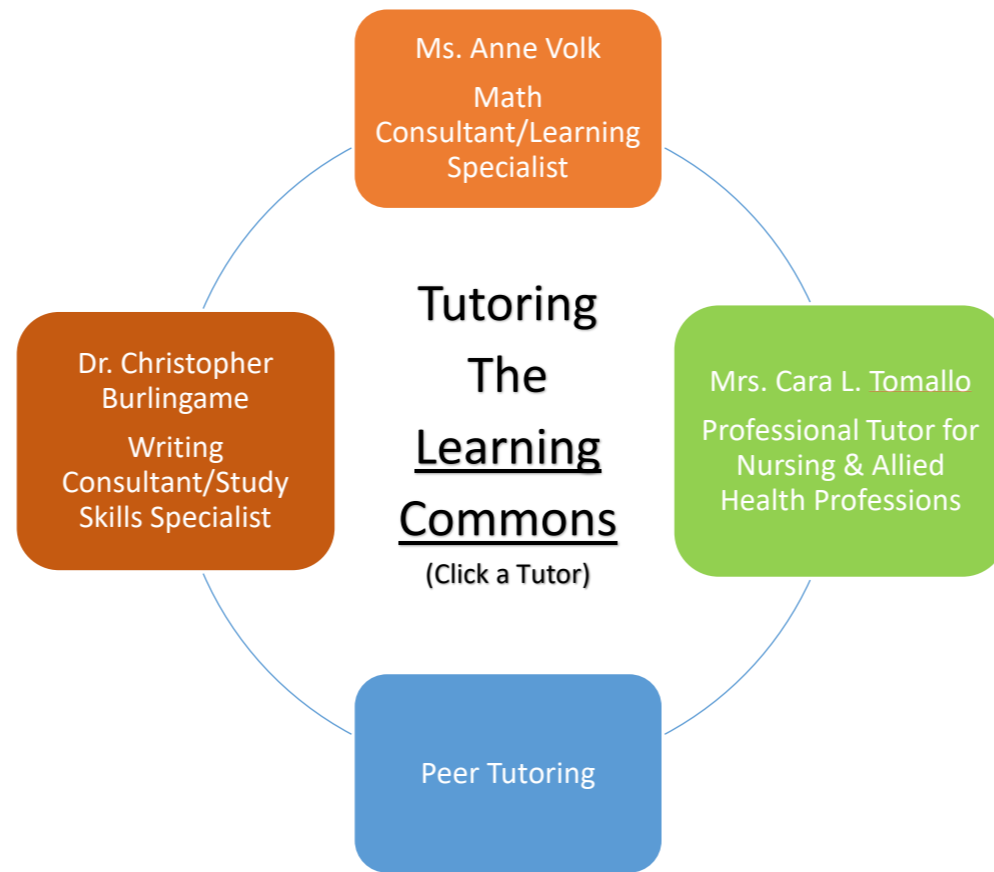 Ms. Anne Volk
Math
Consultant/Learning
Specialist
Tutoring
The
Learning
Commons
(Click a Tutor)
Dr. Christopher
Burlingame
Writing
Consultant/Study
Skills Specialist
Mrs. Cara L. Tomallo
Professional Tutor for
Nursing & Allied
Health Professions
Peer Tutoring